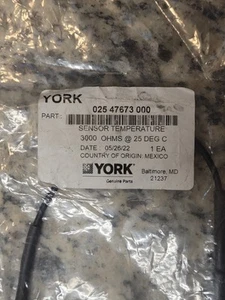 YORK
025 47673 000
PART:
SENSOR TEMPERATURE
3000 OHMS @ 25 DEG C
DATE 05/26/22 1 EA
COUNTRY OF ORIGIN: MEXICO
YORK Baltimore, MD
Genuine Parts 21237